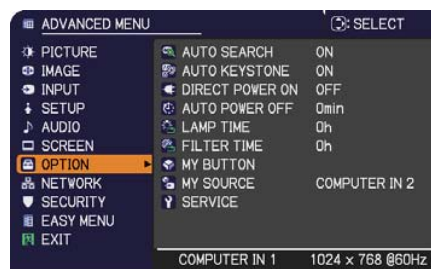 ADVANCED MENU : SELECT
PICTURE
IMAGE
INPUT
SETUP
AUDIO
SCREEN
OPTION
NETWORK
SECURITY
EASY MENU
EXIT
AUTO SEARCH ON
AUTO KEYSTONE ON
DIRECT POWER ON OFF
AUTO POWER OFF 0min
LAMP TIME 0h
FILTER TIME 0h
MY BUTTON
MY SOURCE COMPUTER IN 2
SERVICE
COMPUTER IN 1 1024 x 768 @60Hz